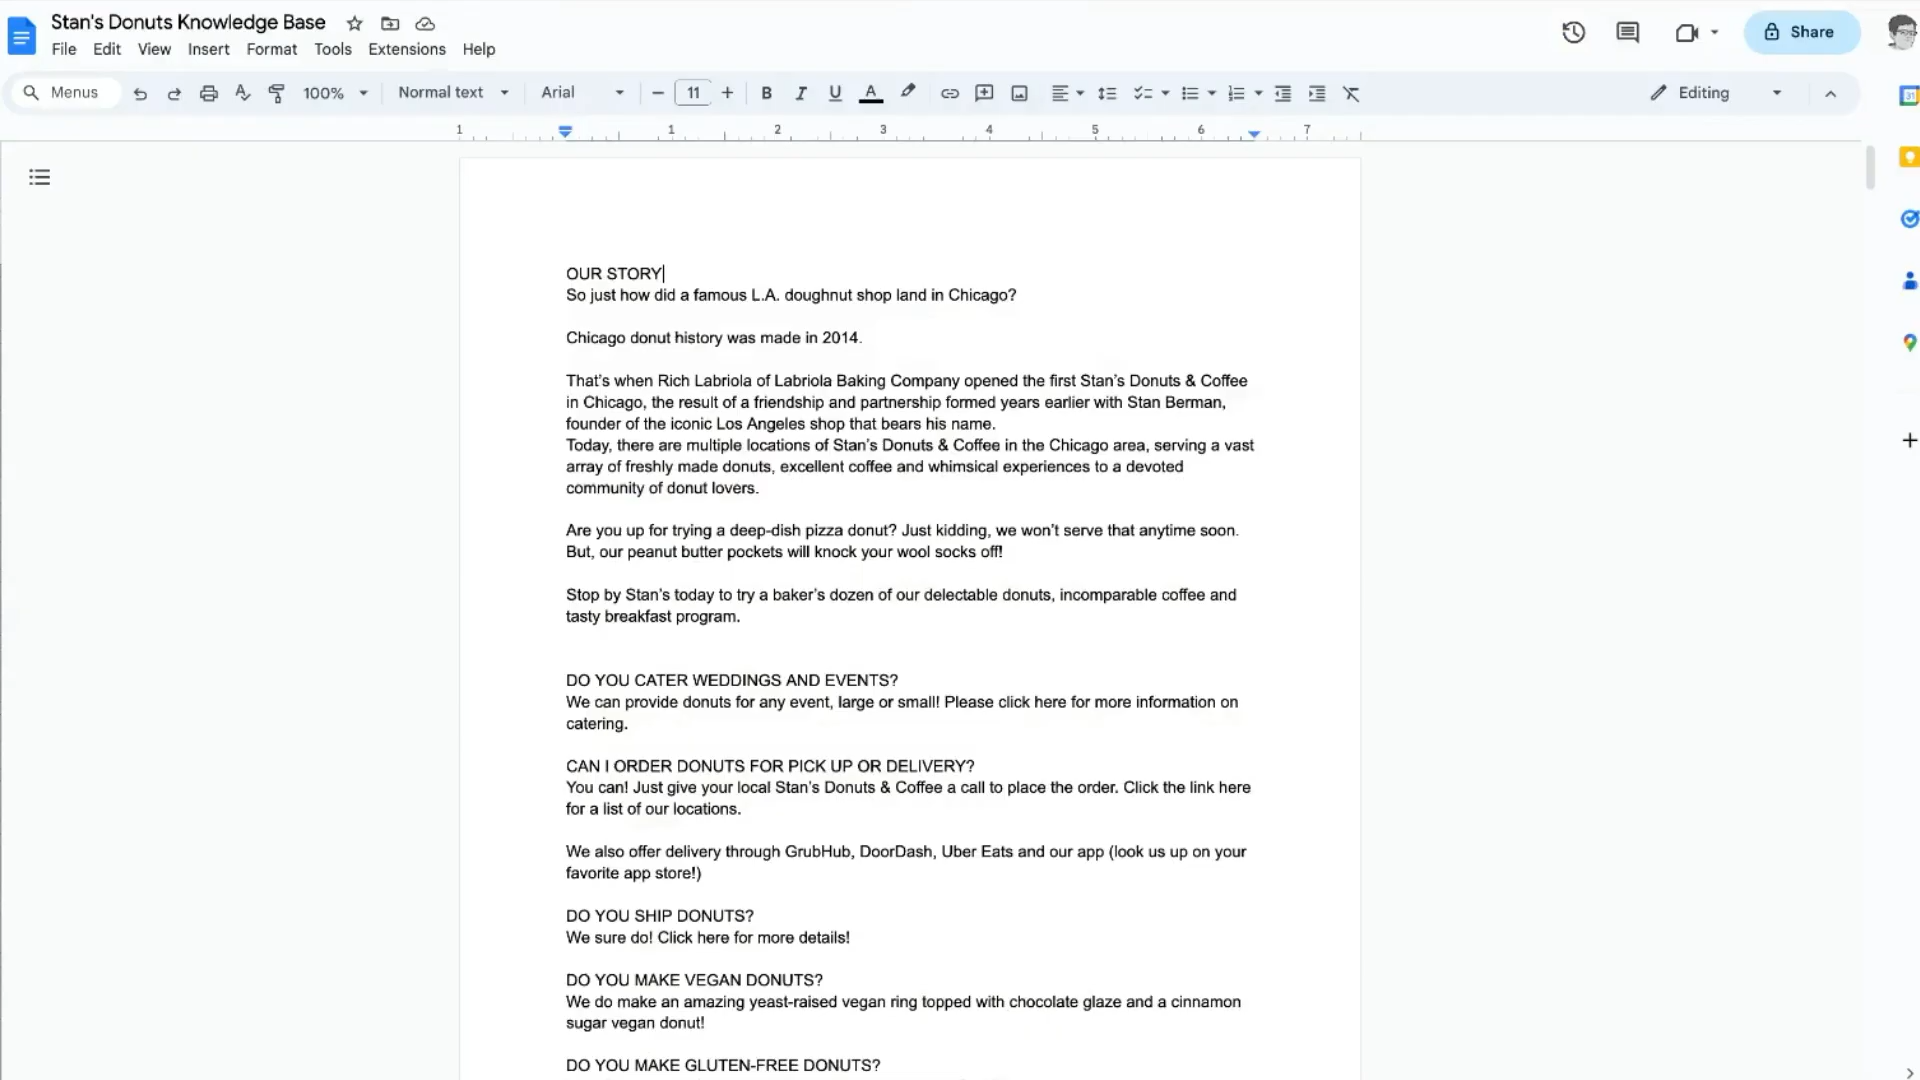 Stan's Donuts Knowledge Base
File Edit View Insert Format Tools Extensions Help
Share
Menus 100% Normal text Arial 11 B I U A Editing
1 1 2 3 4 5 6 7
31
OUR STORY
So just how did a famous L.A. doughnut shop land in Chicago?
Chicago donut history was made in 2014.
That’s when Rich Labriola of Labriola Baking Company opened the first Stan’s Donuts & Coffee
in Chicago, the result of a friendship and partnership formed years earlier with Stan Berman,
founder of the iconic Los Angeles shop that bears his name.
Today, there are multiple locations of Stan’s Donuts & Coffee in the Chicago area, serving a vast
array of freshly made donuts, excellent coffee and whimsical experiences to a devoted
community of donut lovers.
Are you up for trying a deep-dish pizza donut? Just kidding, we won’t serve that anytime soon.
But, our peanut butter pockets will knock your wool socks off!
Stop by Stan’s today to try a baker’s dozen of our delectable donuts, incomparable coffee and
tasty breakfast program.
DO YOU CATER WEDDINGS AND EVENTS?
We can provide donuts for any event, large or small! Please click here for more information on
catering.
CAN I ORDER DONUTS FOR PICK UP OR DELIVERY?
You can! Just give your local Stan’s Donuts & Coffee a call to place the order. Click the link here
for a list of our locations.
We also offer delivery through GrubHub, DoorDash, Uber Eats and our app (look us up on your
favorite app store!)
DO YOU SHIP DONUTS?
We sure do! Click here for more details!
DO YOU MAKE VEGAN DONUTS?
We do make an amazing yeast-raised vegan ring topped with chocolate glaze and a cinnamon
sugar vegan donut!
DO YOU MAKE GLUTEN-FREE DONUTS?